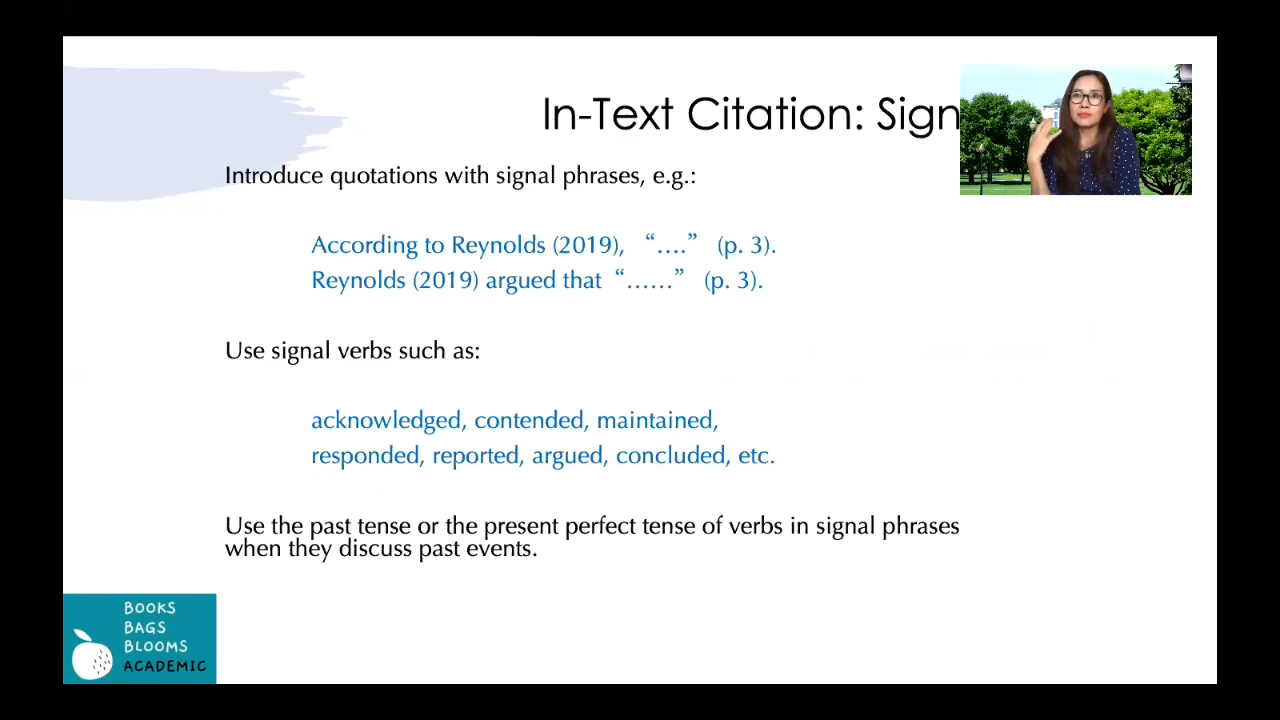 In-Text Citation: Sign
Introduce quotations with signal phrases, e.g.:
According to Reynolds (2019), “….” (p. 3).
Reynolds (2019) argued that “……” (p. 3).
Use signal verbs such as:
acknowledged, contended, maintained,
responded, reported, argued, concluded, etc.
Use the past tense or the present perfect tense of verbs in signal phrases
when they discuss past events.
BOOKS
BAGS
BLOOMS
ACADEMIC